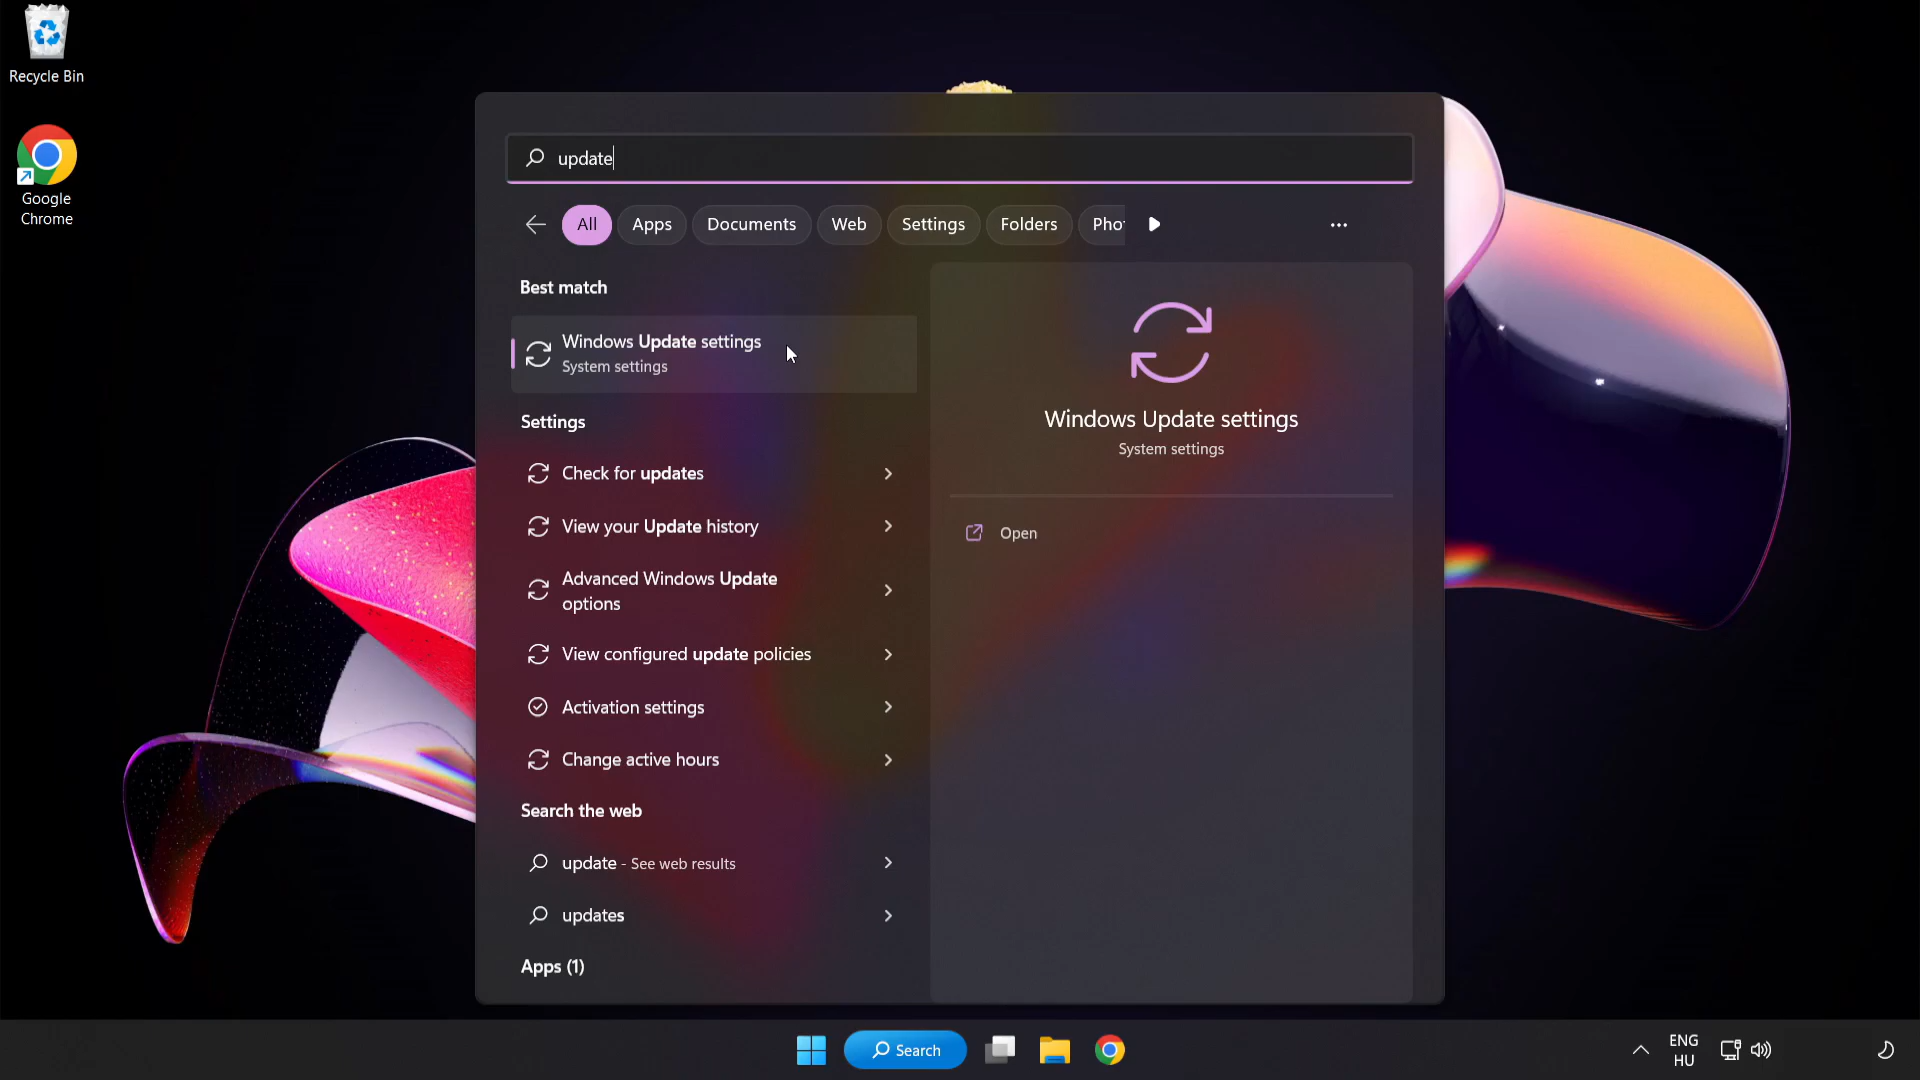 Recycle Bin
Google
Chrome
update
All
Apps
Documents
Web
Settings
Folders
Pho
Best match
Windows Update settings
System settings
Settings
Check for updates
View your Update history
Advanced Windows Update
options
View configured update policies
Activation settings
Change active hours
Search the web
update - See web results
updates
Apps (1)
Windows Update settings
System settings
Open
Search
ENG
HU